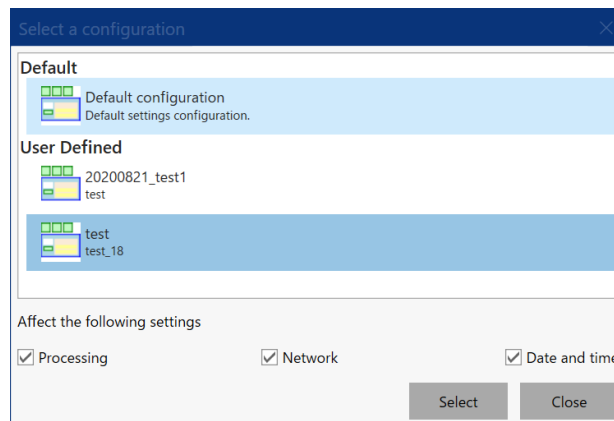 Select a configuration
Default
Default configuration
Default settings configuration.
User Defined
20200821_test1
test
test
test_18
Affect the following settings
Processing
Network
Date and time
Select
Close